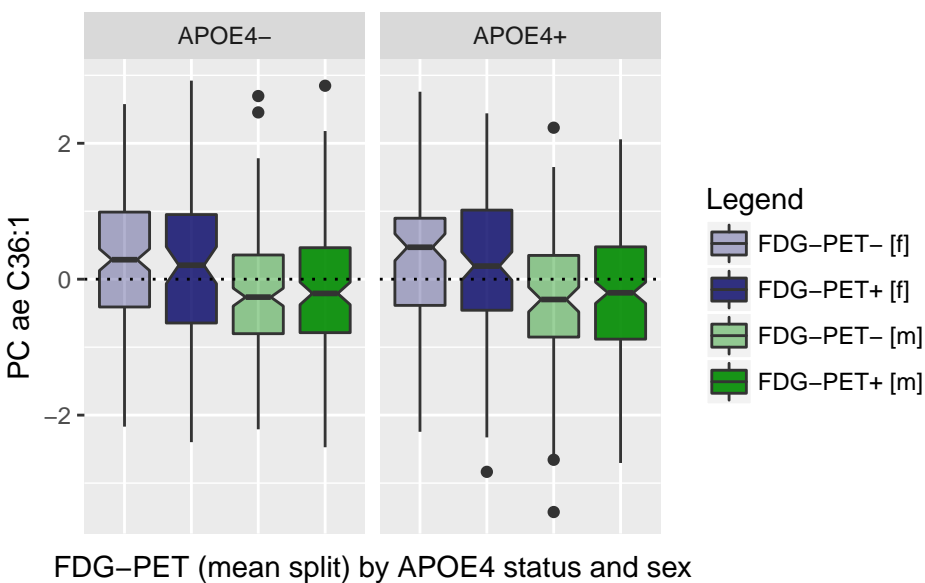 APOE4− APOE4+
2
0
−2
PC ae C36:1
Legend
FDG−PET− [f]
FDG−PET+ [f]
FDG−PET− [m]
FDG−PET+ [m]
FDG−PET (mean split) by APOE4 status and sex